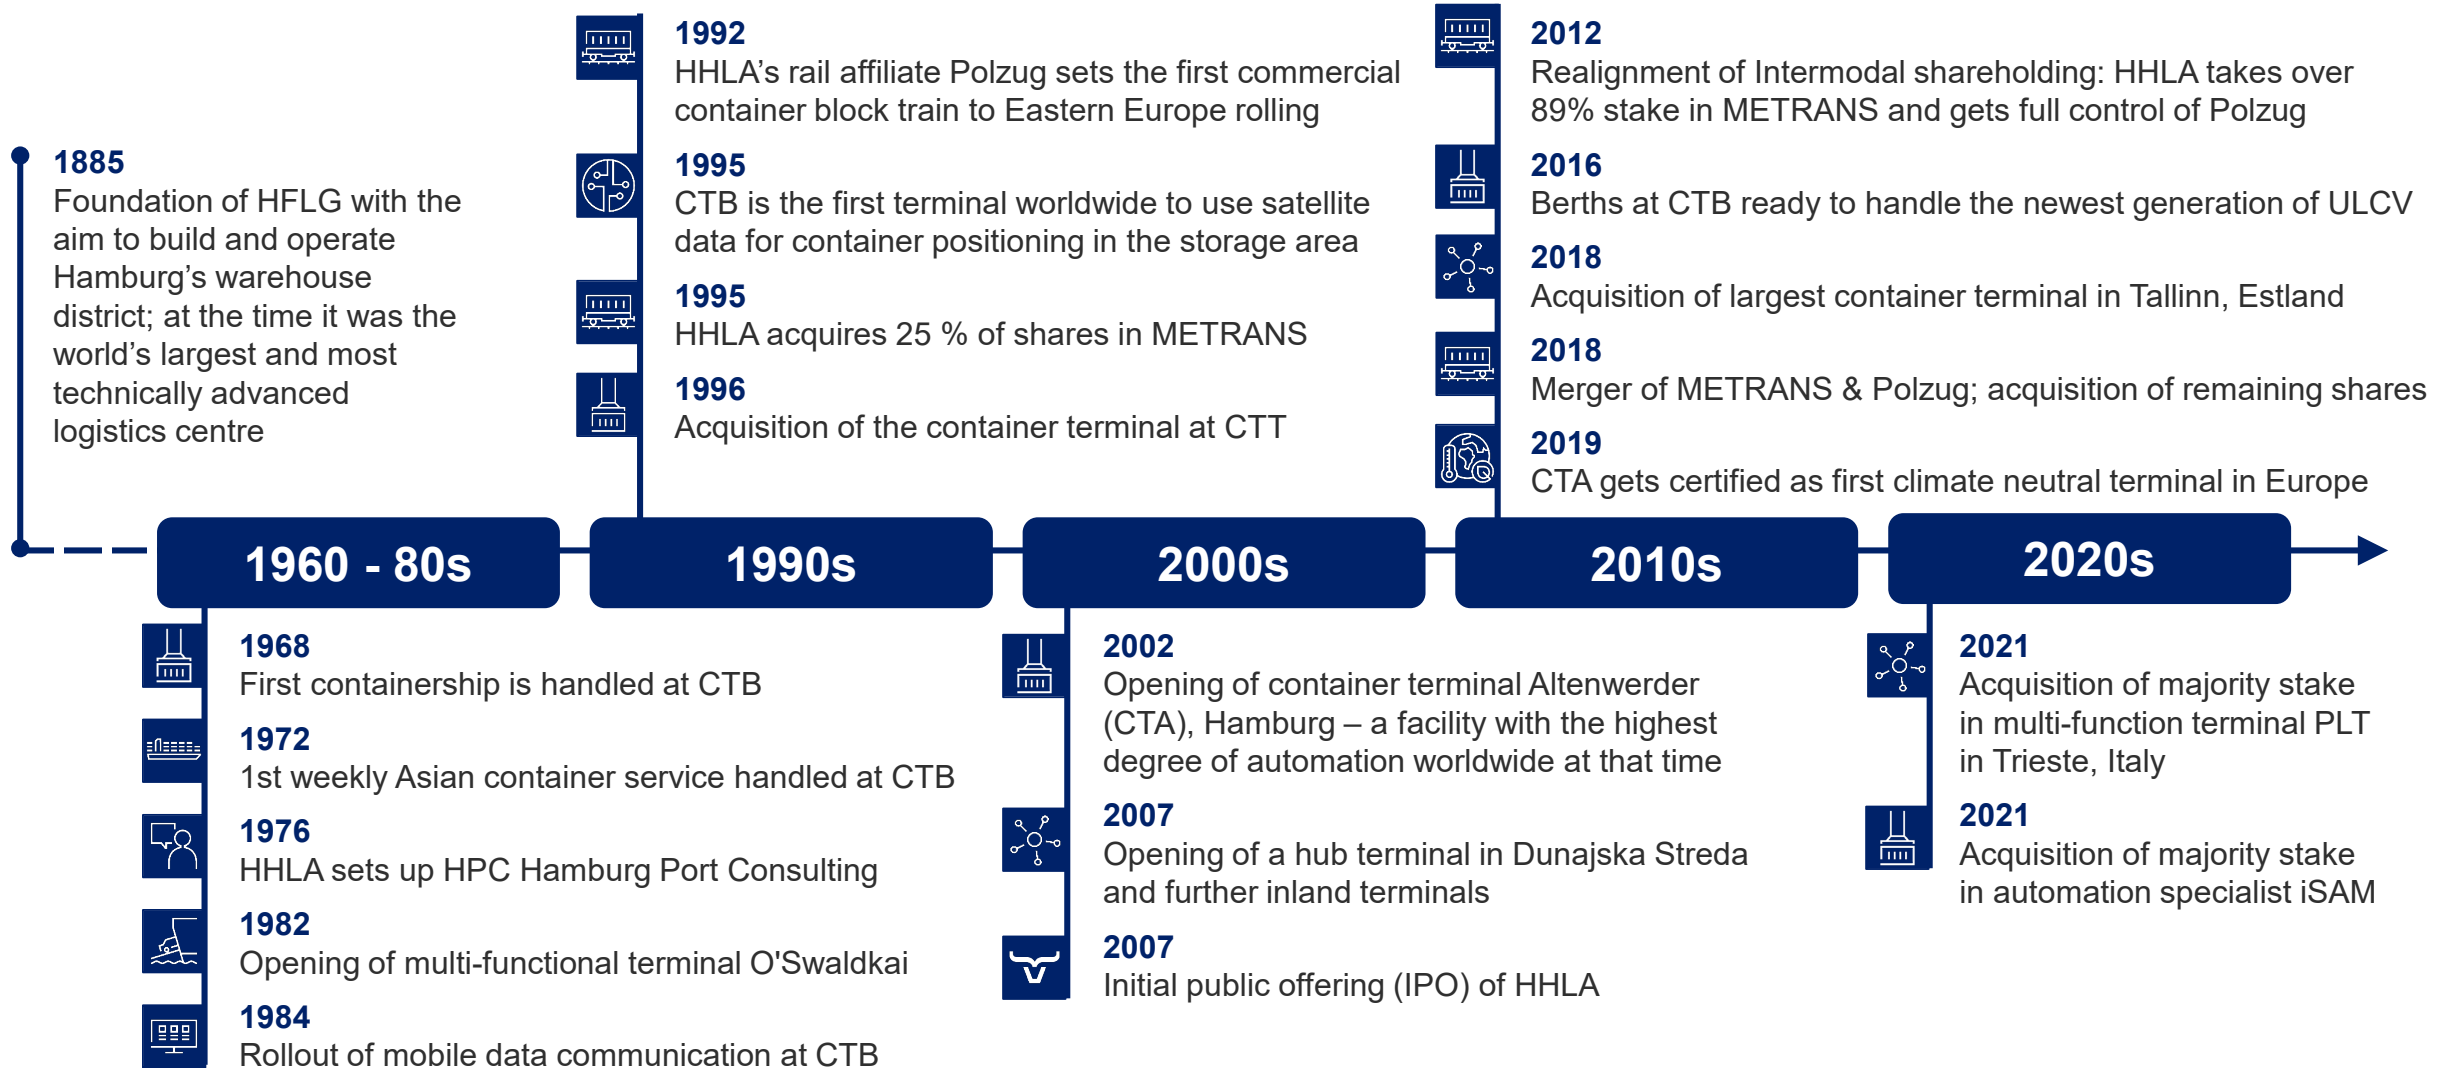 1885
Foundation of HFLG with the
aim to build and operate
Hamburg’s warehouse
district; at the time it was the
world’s largest and most
technically advanced
logistics centre
1992
HHLA’s rail affiliate Polzug sets the first commercial
container block train to Eastern Europe rolling
1995
CTB is the first terminal worldwide to use satellite
data for container positioning in the storage area
1995
HHLA acquires 25 % of shares in METRANS
1996
Acquisition of the container terminal at CTT
2012
Realignment of Intermodal shareholding: HHLA takes over
89% stake in METRANS and gets full control of Polzug
2016
Berths at CTB ready to handle the newest generation of ULCV
2018
Acquisition of largest container terminal in Tallinn, Estland
2018
Merger of METRANS & Polzug; acquisition of remaining shares
2019
CTA gets certified as first climate neutral terminal in Europe
1960 - 80s
1990s
2000s
2010s
2020s
1968
First containership is handled at CTB
1972
1st weekly Asian container service handled at CTB
1976
HHLA sets up HPC Hamburg Port Consulting
1982
Opening of multi-functional terminal O'Swaldkai
1984
Rollout of mobile data communication at CTB
2002
Opening of container terminal Altenwerder
(CTA), Hamburg – a facility with the highest
degree of automation worldwide at that time
2007
Opening of a hub terminal in Dunajska Streda
and further inland terminals
2007
Initial public offering (IPO) of HHLA
2021
Acquisition of majority stake
in multi-function terminal PLT
in Trieste, Italy
2021
Acquisition of majority stake
in automation specialist iSAM